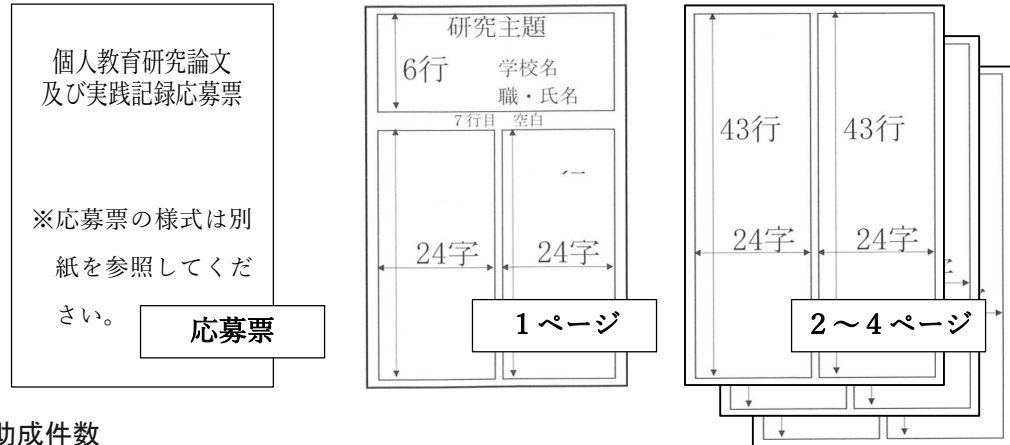 個人教育研究論文
及び実践記録応募票
※応募票の様式は別
紙を参照してくだ
さい。
応募票
研究主題
6行
学校名
職・氏名
7行目 空白
24字
24字
1ページ
43行
43行
24字
24字
2～4ページ
助成件数